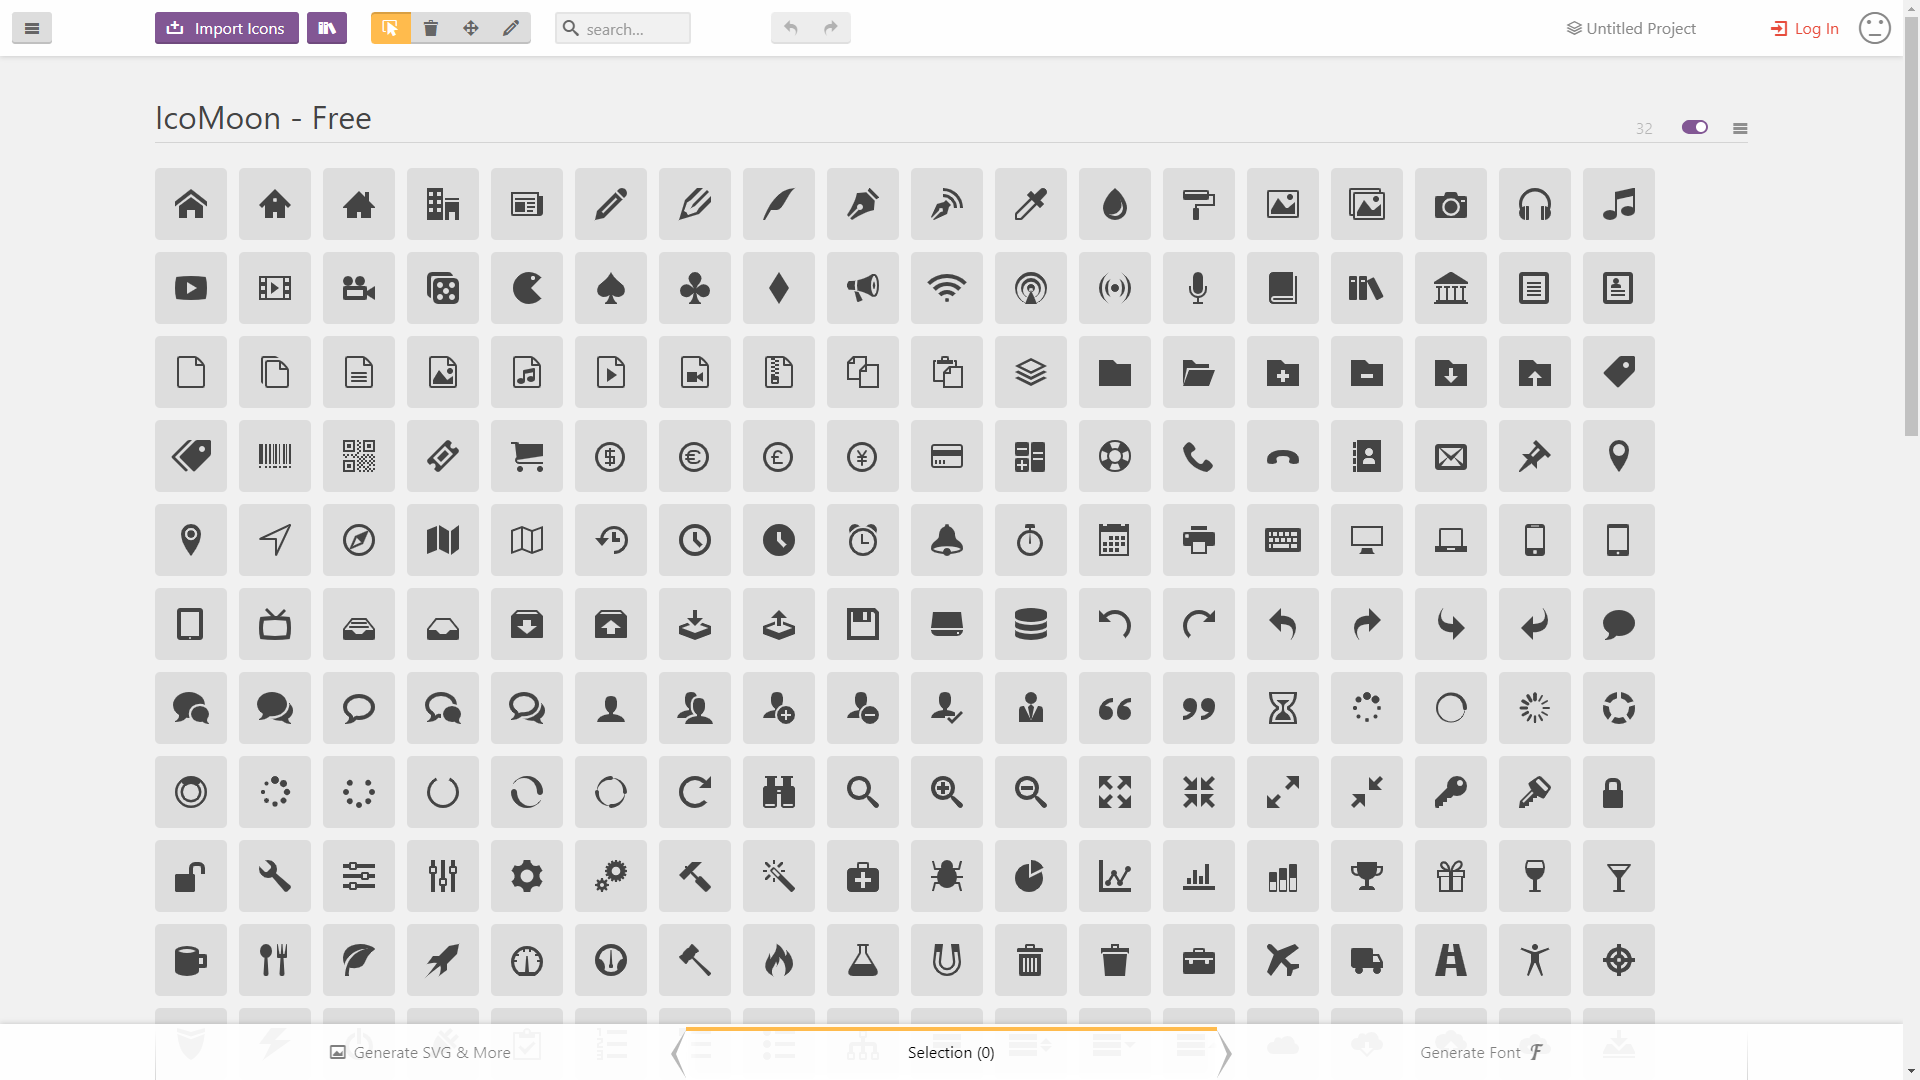 Import Icons
search...
Untitled Project
Log In
IcoMoon - Free
32
Generate SVG & More
Selection (0)
Generate Font